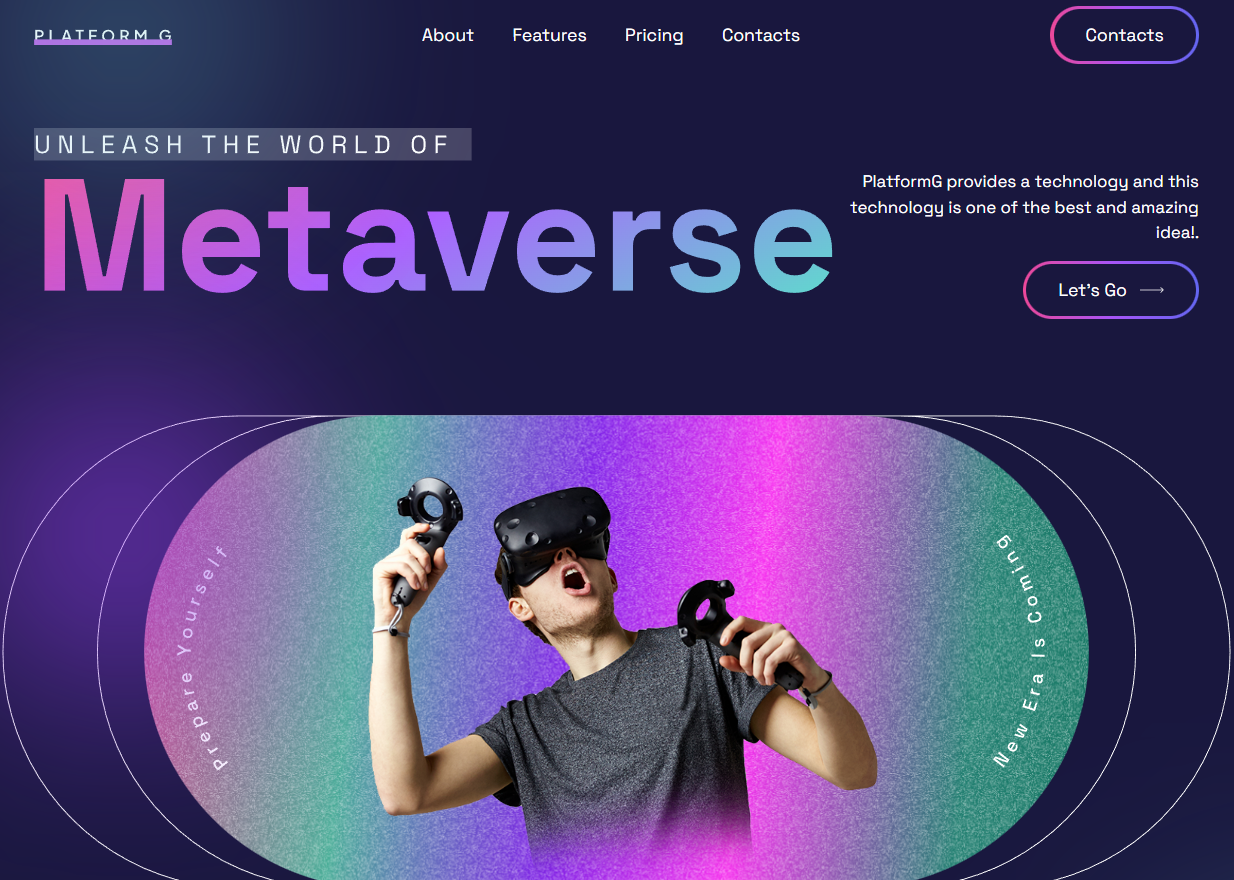 PLATFORM G
About Features Pricing Contacts
Contacts
UNLEASH THE WORLD OF
Metaverse
PlatformG provides a technology and this
technology is one of the best and amazing
idea!.
Let's Go
Prepare Yourself
New Era Is Coming